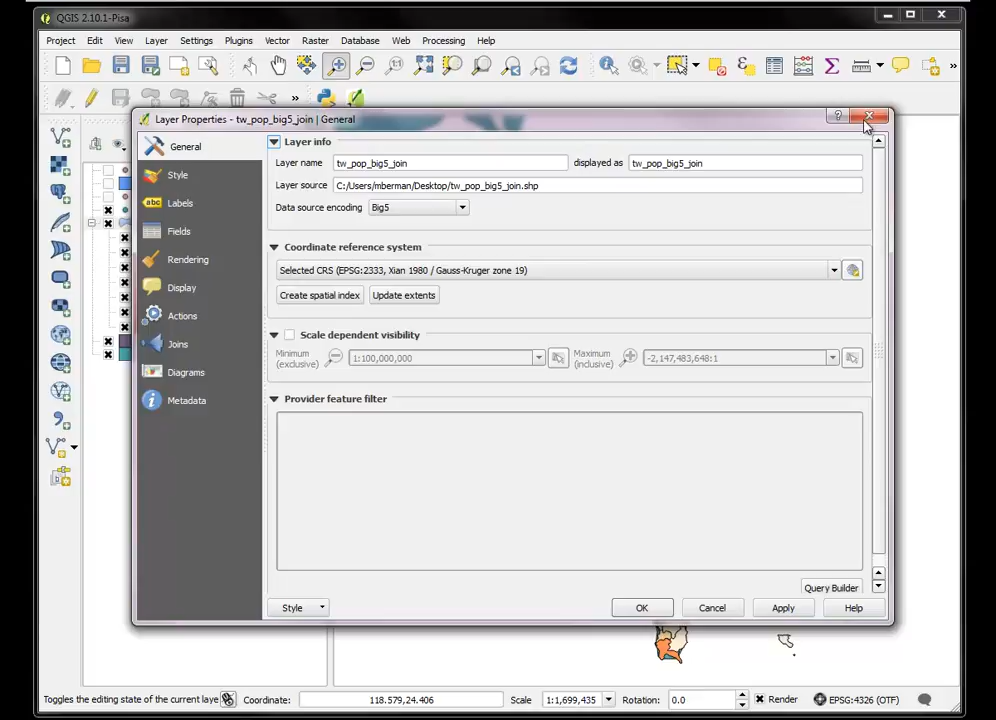 QGIS 2.10.1-Pisa
Project Edit View Layer Settings Plugins Vector Raster Database Web Processing Help
Layer Properties - tw_pop_big5_join | General
General
Style
Labels
Fields
Rendering
Display
Actions
Joins
Diagrams
Metadata
Layer info
Layer name tw_pop_big5_join displayed as tw_pop_big5_join
Layer source C:/Users/mberman/Desktop/tw_pop_big5_join.shp
Data source encoding Big5
Coordinate reference system
Selected CRS (EPSG:2333, Xian 1980 / Gauss-Kruger zone 19)
Create spatial index Update extents
Scale dependent visibility
Minimum (exclusive) 1:100,000,000 Maximum (inclusive) -2,147,483,648:1
Provider feature filter
Query Builder
Style OK Cancel Apply Help
Toggles the editing state of the current laye Coordinate: 118.579,24.406 Scale 1:1,699,435 Rotation: 0.0 Render EPSG:4326 (OTF)